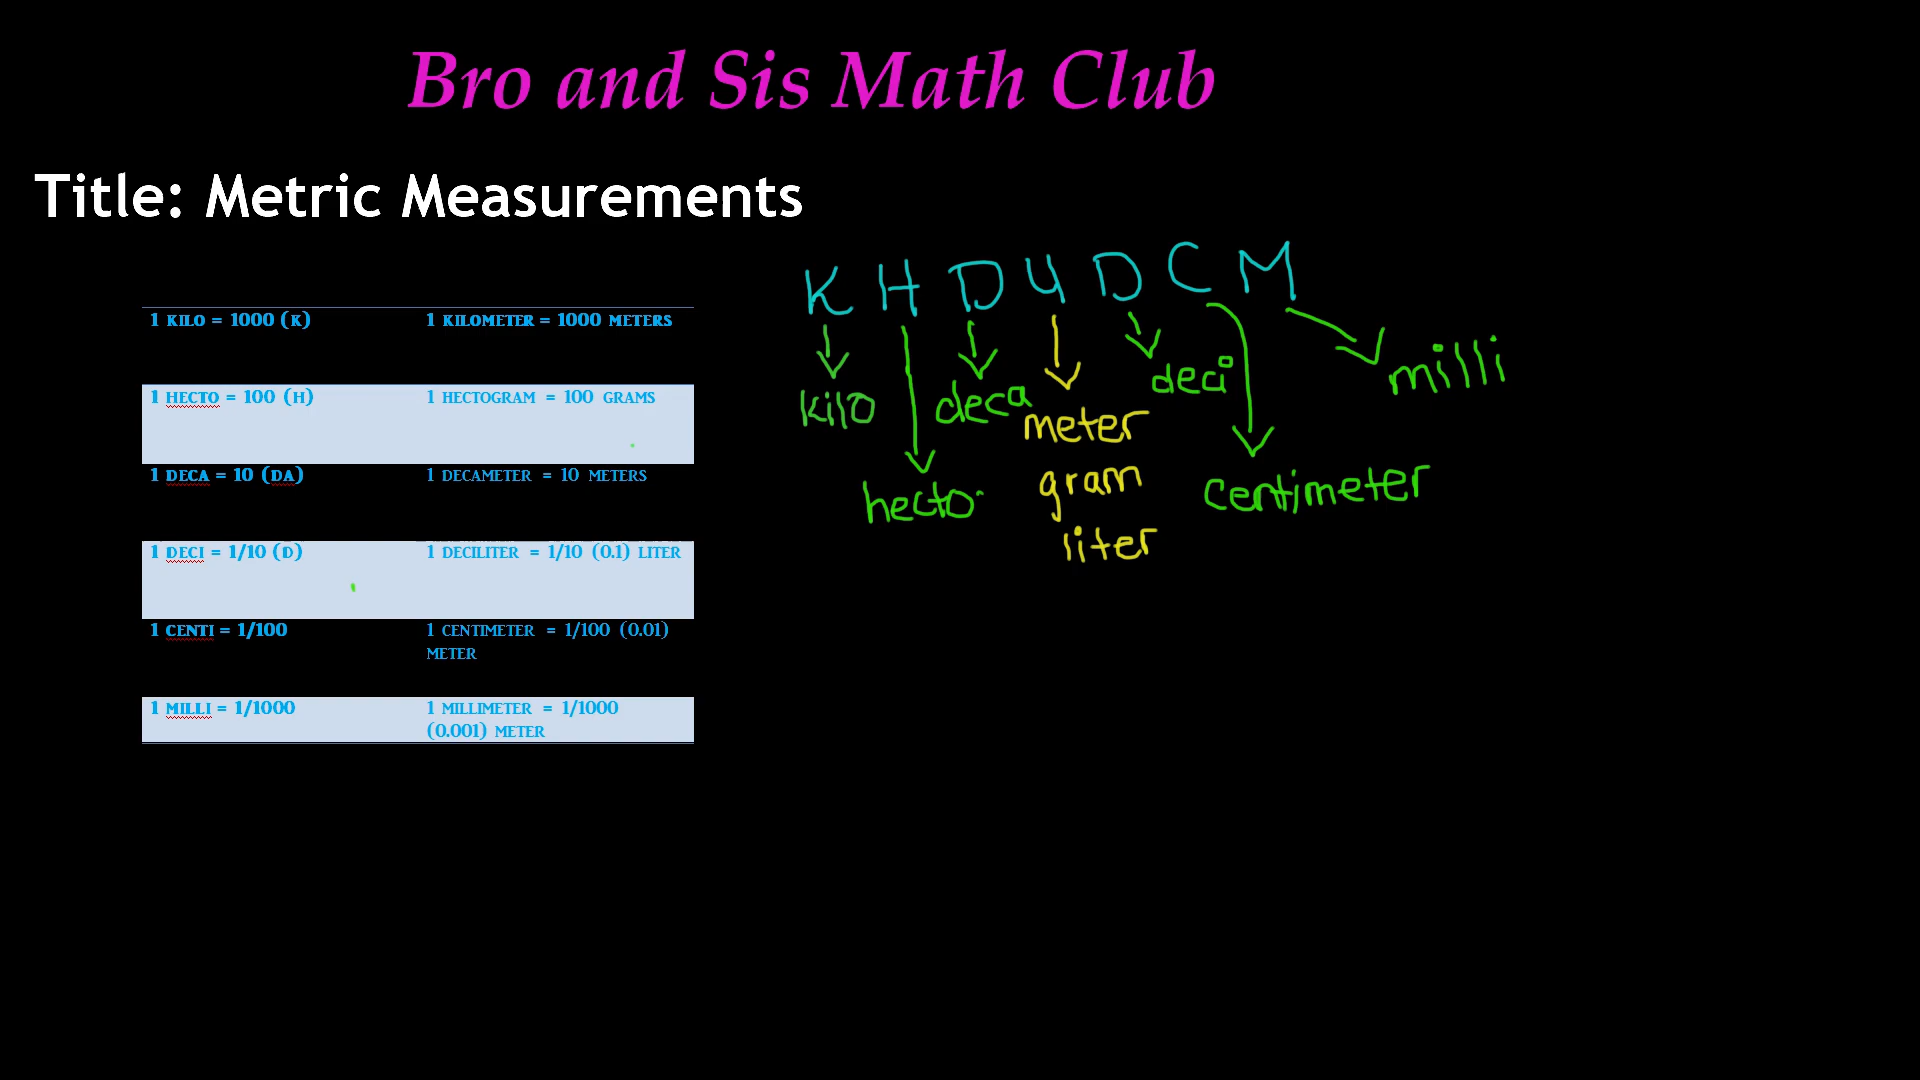 Bro and Sis Math Club
Title: Metric Measurements
1 KILO = 1000 (K) 1 KILOMETER = 1000 METERS
1 HECTO = 100 (H) 1 HECTOGRAM = 100 GRAMS
1 DECA = 10 (DA) 1 DECAMETER = 10 METERS
1 DECI = 1/10 (D) 1 DECILITER = 1/10 (0.1) LITER
1 CENTI = 1/100 1 CENTIMETER = 1/100 (0.01)
METER
1 MILLI = 1/1000 1 MILLIMETER = 1/1000
(0.001) METER
K H D U D C M
kilo
hecto
deca
meter
gram
liter
deci
centimeter
milli